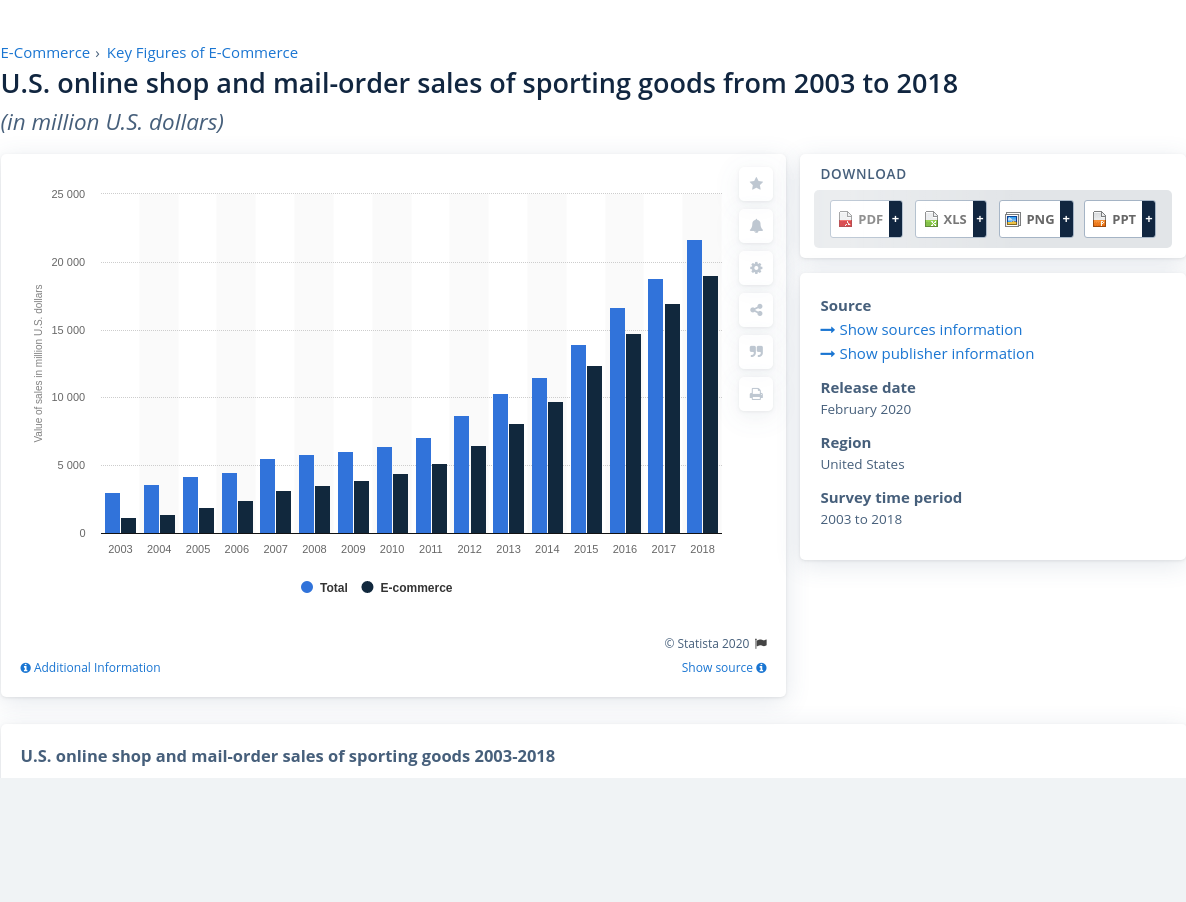 E-Commerce › Key Figures of E-Commerce
U.S. online shop and mail-order sales of sporting goods from 2003 to 2018
(in million U.S. dollars)
Value of sales in million U.S. dollars
25 000
20 000
15 000
10 000
5 000
0
2003 2004 2005 2006 2007 2008 2009 2010 2011 2012 2013 2014 2015 2016 2017 2018
Total E-commerce
© Statista 2020
Additional Information Show source
DOWNLOAD
PDF + XLS + PNG + PPT +
Source
Show sources information
Show publisher information
Release date
February 2020
Region
United States
Survey time period
2003 to 2018
U.S. online shop and mail-order sales of sporting goods 2003-2018